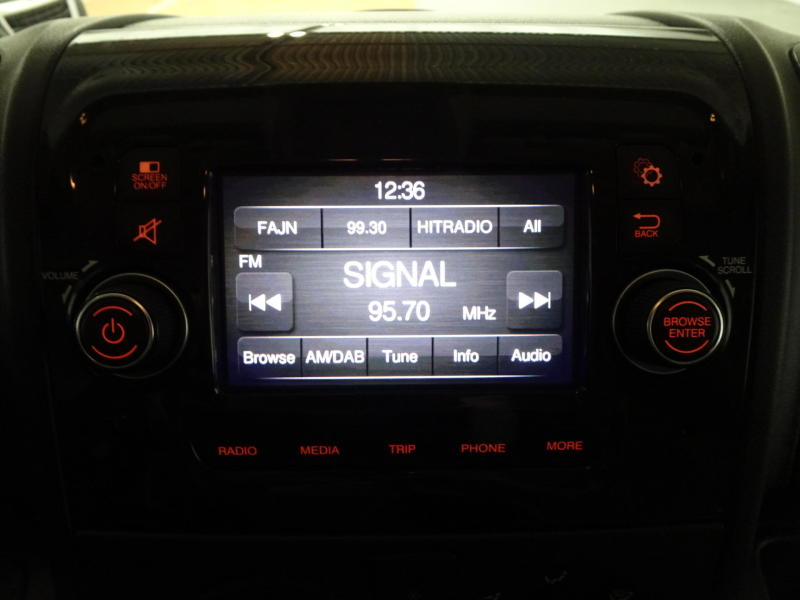 12:36
SCREEN
ON/OFF
FAJN 99.30 HITRADIO All
BACK
FM
SIGNAL
VOLUME
TUNE
SCROLL
95.70 MHz
BROWSE
ENTER
Browse AM/DAB Tune Info Audio
RADIO MEDIA TRIP PHONE MORE